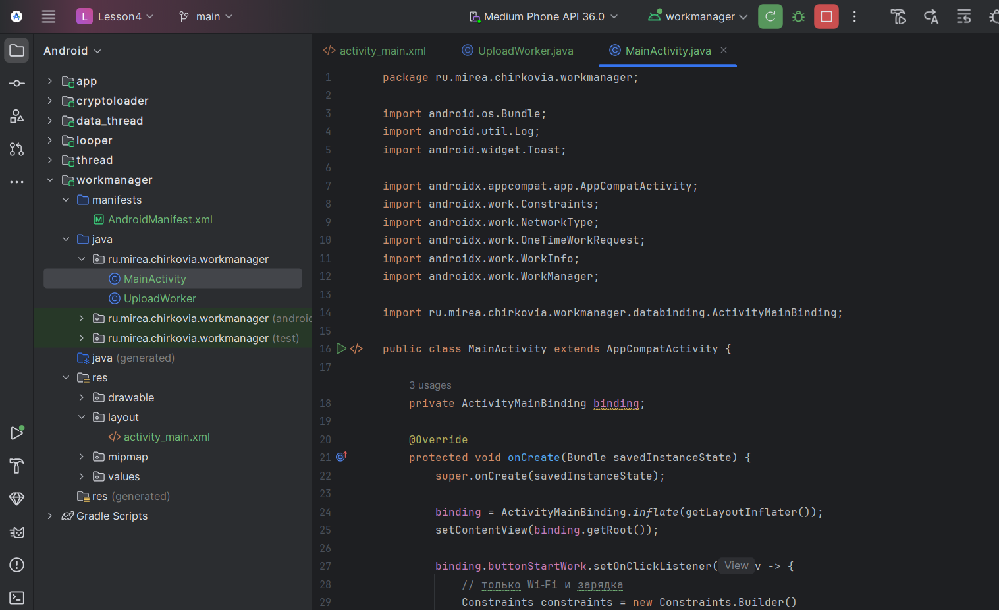 L Lesson4 main Medium Phone API 36.0 workmanager
Android
app
cryptoloader
data_thread
looper
thread
workmanager
manifests
M AndroidManifest.xml
java
ru.mirea.chirkovia.workmanager
C MainActivity
C UploadWorker
ru.mirea.chirkovia.workmanager (androi
ru.mirea.chirkovia.workmanager (test)
java (generated)
res
drawable
layout
</> activity_main.xml
mipmap
values
res (generated)
Gradle Scripts
</> activity_main.xml C UploadWorker.java C MainActivity.java ×
1 package ru.mirea.chirkovia.workmanager;
2
3 import android.os.Bundle;
4 import android.util.Log;
5 import android.widget.Toast;
6
7 import androidx.appcompat.app.AppCompatActivity;
8 import androidx.work.Constraints;
9 import androidx.work.NetworkType;
10 import androidx.work.OneTimeWorkRequest;
11 import androidx.work.WorkInfo;
12 import androidx.work.WorkManager;
13
14 import ru.mirea.chirkovia.workmanager.databinding.ActivityMainBinding;
15
16 </> public class MainActivity extends AppCompatActivity {
17
3 usages
18 private ActivityMainBinding binding;
19
20 @Override
21 protected void onCreate(Bundle savedInstanceState) {
22 super.onCreate(savedInstanceState);
23
24 binding = ActivityMainBinding.inflate(getLayoutInflater());
25 setContentView(binding.getRoot());
26
27 binding.buttonStartWork.setOnClickListener( View v -> {
28 // только Wi-Fi и зарядка
29 Constraints constraints = new Constraints.Builder()